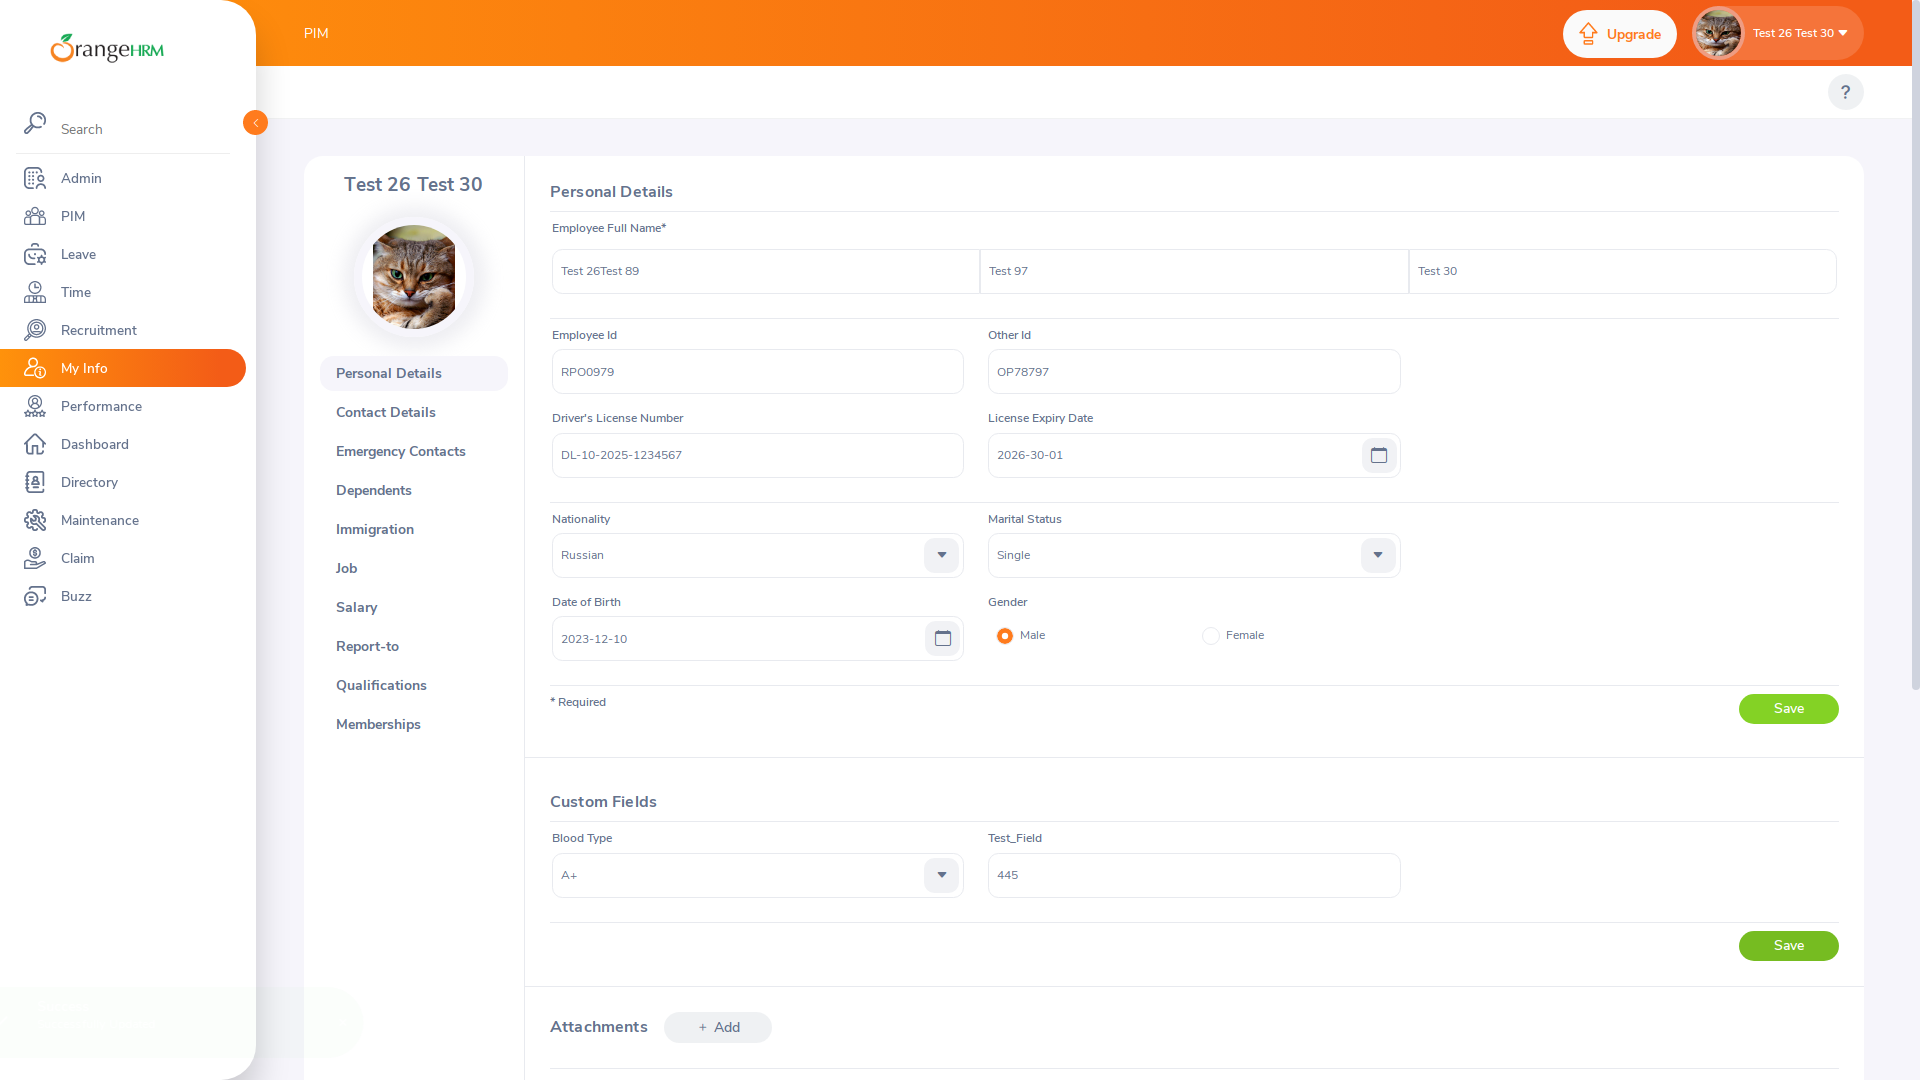 OrangeHRM
PIM
Upgrade
Test 26 Test 30
?
Search
Admin
PIM
Leave
Time
Recruitment
My Info
Performance
Dashboard
Directory
Maintenance
Claim
Buzz
Test 26 Test 30
Personal Details
Contact Details
Emergency Contacts
Dependents
Immigration
Job
Salary
Report-to
Qualifications
Memberships
Personal Details
Employee Full Name*
Test 26Test 89 Test 97 Test 30
Employee Id Other Id
RPO0979 OP78797
Driver's License Number License Expiry Date
DL-10-2025-1234567 2026-30-01
Nationality Marital Status
Russian Single
Date of Birth Gender
2023-12-10 Male Female
* Required Save
Custom Fields
Blood Type Test_Field
A+ 445
Save
Attachments + Add